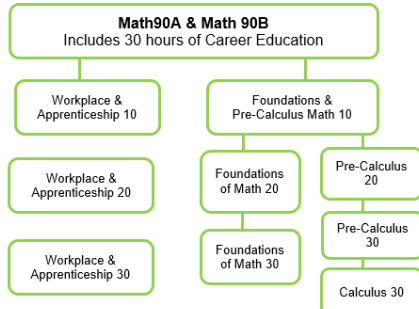 Math90A & Math 90B
Includes 30 hours of Career Education
Workplace &
Apprenticeship 10
Foundations &
Pre-Calculus Math 10
Workplace &
Apprenticeship 20
Foundations
of Math 20
Pre-Calculus
20
Workplace &
Apprenticeship 30
Foundations
of Math 30
Pre-Calculus
30
Calculus 30